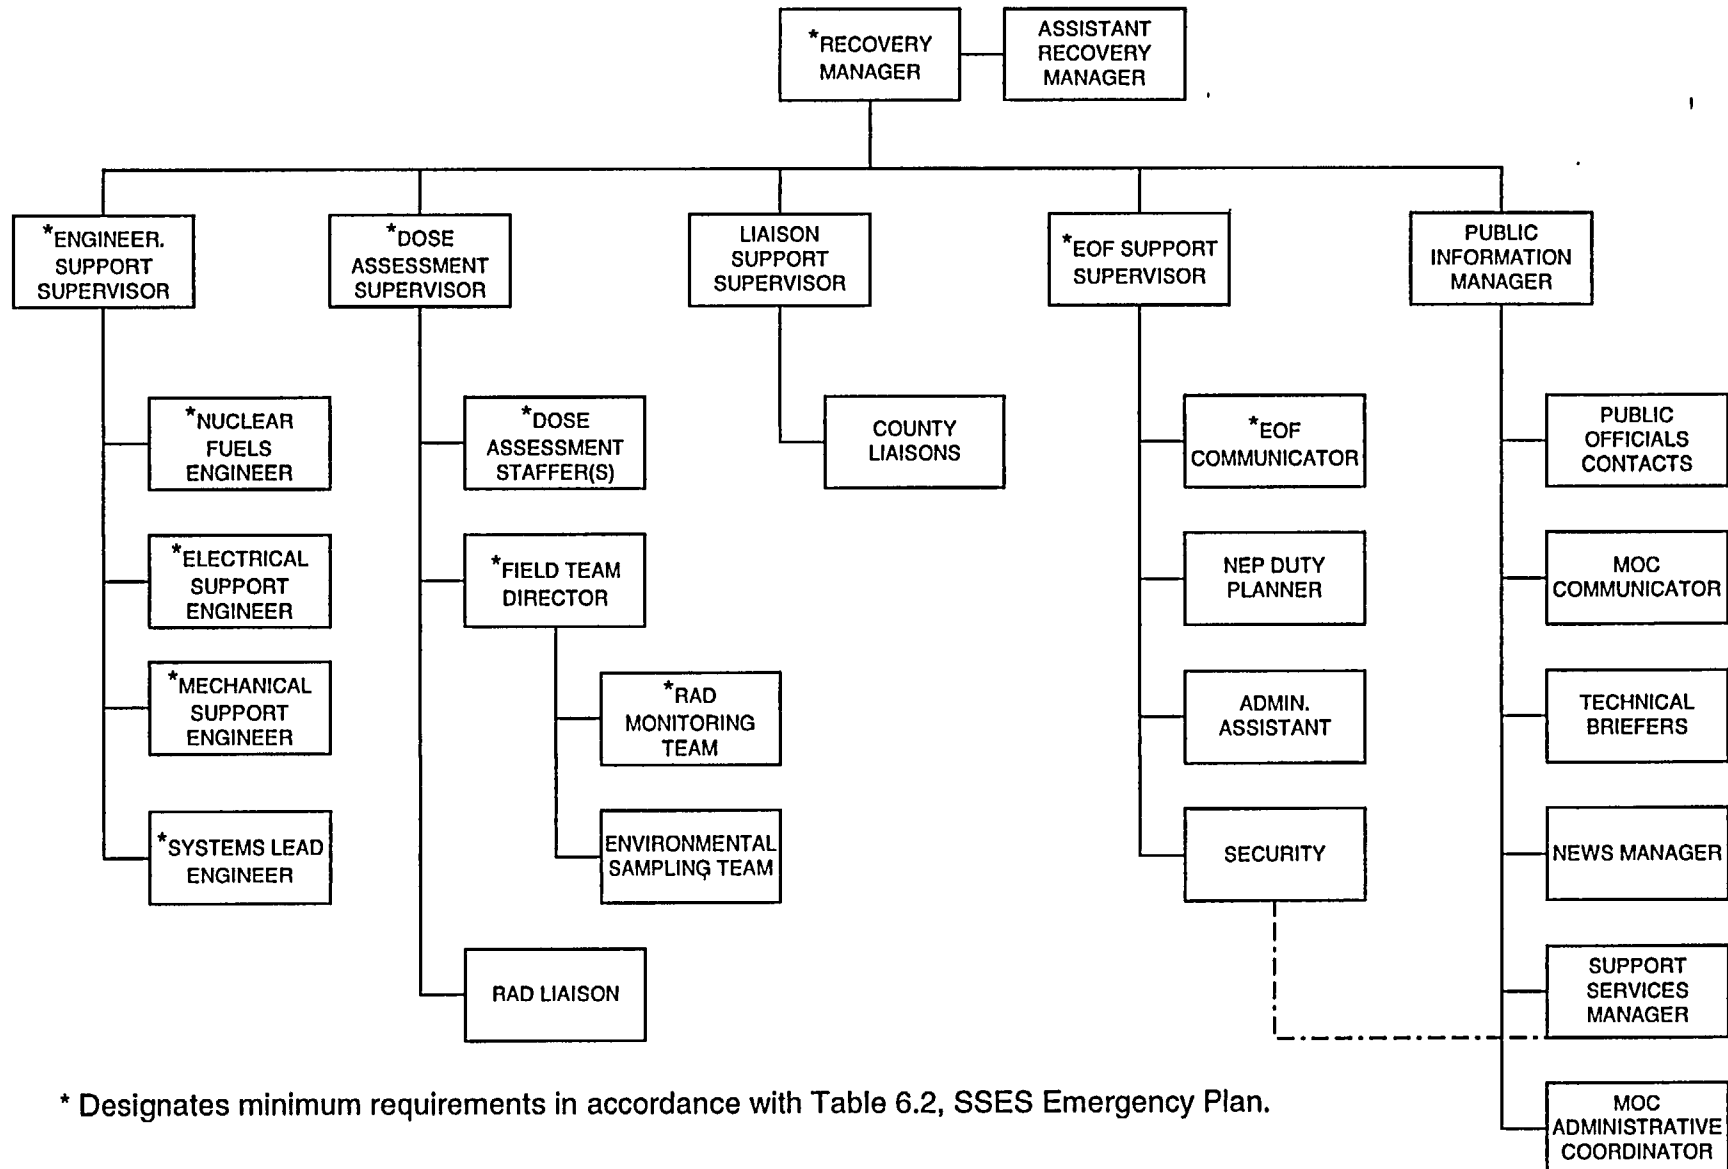 *RECOVERY
MANAGER
ASSISTANT
RECOVERY
MANAGER
*ENGINEER.
SUPPORT
SUPERVISOR
*DOSE
ASSESSMENT
SUPERVISOR
LIAISON
SUPPORT
SUPERVISOR
*EOF SUPPORT
SUPERVISOR
PUBLIC
INFORMATION
MANAGER
*NUCLEAR
FUELS
ENGINEER
*ELECTRICAL
SUPPORT
ENGINEER
*MECHANICAL
SUPPORT
ENGINEER
*SYSTEMS LEAD
ENGINEER
*DOSE
ASSESSMENT
STAFFER(S)
*FIELD TEAM
DIRECTOR
*RAD
MONITORING
TEAM
ENVIRONMENTAL
SAMPLING TEAM
RAD LIAISON
COUNTY
LIAISONS
*EOF
COMMUNICATOR
NEP DUTY
PLANNER
ADMIN.
ASSISTANT
SECURITY
PUBLIC
OFFICIALS
CONTACTS
MOC
COMMUNICATOR
TECHNICAL
BRIEFERS
NEWS MANAGER
SUPPORT
SERVICES
MANAGER
MOC
ADMINISTRATIVE
COORDINATOR
* Designates minimum requirements in accordance with Table 6.2, SSES Emergency Plan.